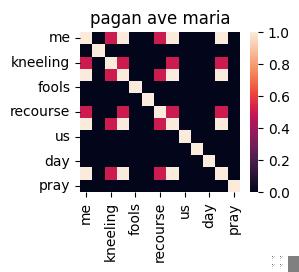 pagan ave maria
me
kneeling
fools
recourse
us
day
pray
me
kneeling
fools
recourse
us
day
pray
1.0
0.8
0.6
0.4
0.2
0.0